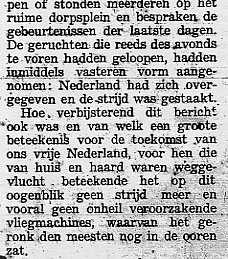 pen of stonden meerderen op het
ruime dorpsplein en bespraken de
gebeurtenissen der laatste dagen.
De geruchten die reeds des avonds
te voren hadden geloopen, hadden
inmiddels vasteren vorm aange-
nomen: Nederland had zich over-
gegeven en de strijd was gestaakt.
Hoe verbijsterend dit bericht
ook was en van welk een groote
beteekenis voor de toekomst van
ons vrije Nederland, voor hen die
van huis en haard waren wegge-
vlucht beteekende het op dit
oogenblik geen strijd meer en
vooral geen onheil veroorzakende
vliegmachines, waarvan het ge-
ronk den meesten nog in de ooren
zat.